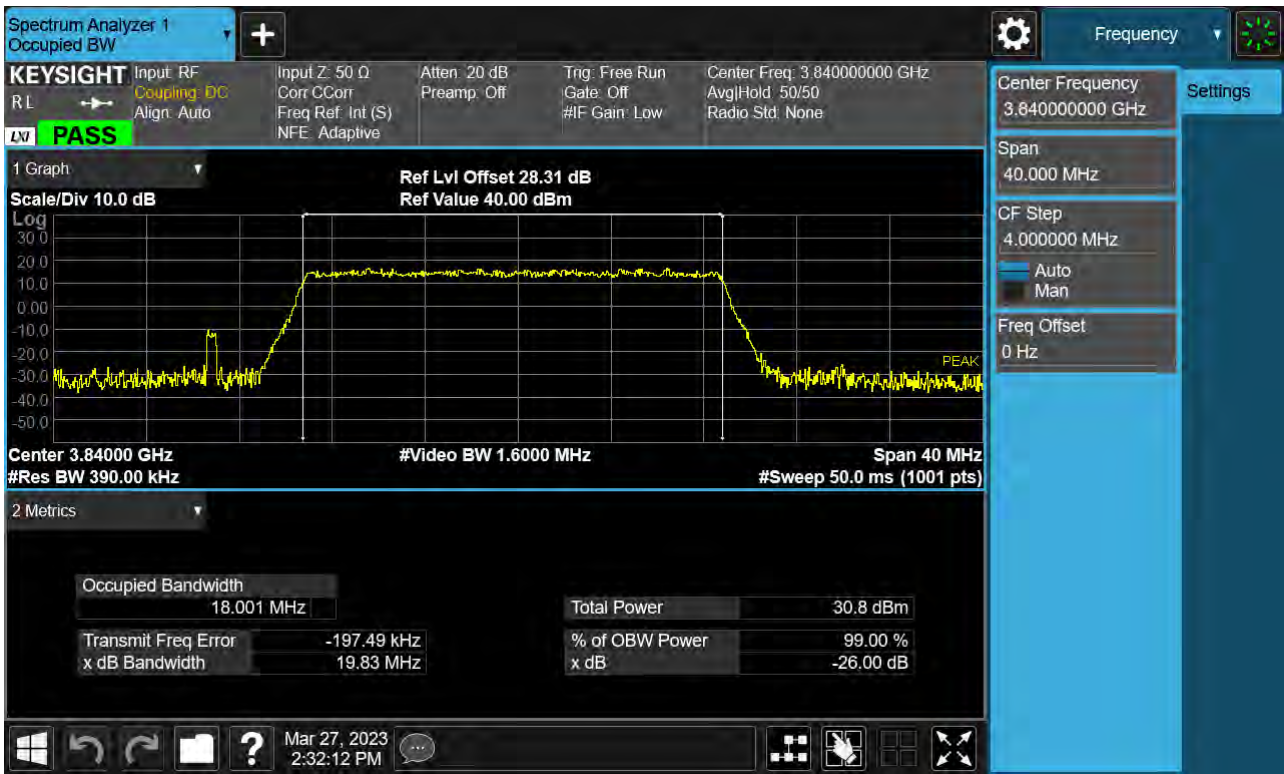 Spectrum Analyzer 1
Occupied BW
+
Frequency
KEYSIGHT
Input: RF
Coupling: DC
Align: Auto
R L
LXI
PASS
Input Z: 50 Ω
Corr CCorr
Freq Ref: Int (S)
NFE: Adaptive
Atten: 20 dB
Preamp: Off
Trig: Free Run
Gate: Off
#IF Gain: Low
Center Freq: 3.840000000 GHz
Avg|Hold: 50/50
Radio Std: None
Center Frequency
3.840000000 GHz
Settings
Span
40.000 MHz
CF Step
4.000000 MHz
Auto
Man
Freq Offset
0 Hz
1 Graph
Scale/Div 10.0 dB
Ref Lvl Offset 28.31 dB
Ref Value 40.00 dBm
Log
30.0
20.0
10.0
0.00
-10.0
-20.0
-30.0
-40.0
-50.0
PEAK
Center 3.84000 GHz
#Res BW 390.00 kHz
#Video BW 1.6000 MHz
Span 40 MHz
#Sweep 50.0 ms (1001 pts)
2 Metrics
Occupied Bandwidth
18.001 MHz
Transmit Freq Error -197.49 kHz
x dB Bandwidth 19.83 MHz
Total Power 30.8 dBm
% of OBW Power 99.00 %
x dB -26.00 dB
?
Mar 27, 2023
2:32:12 PM